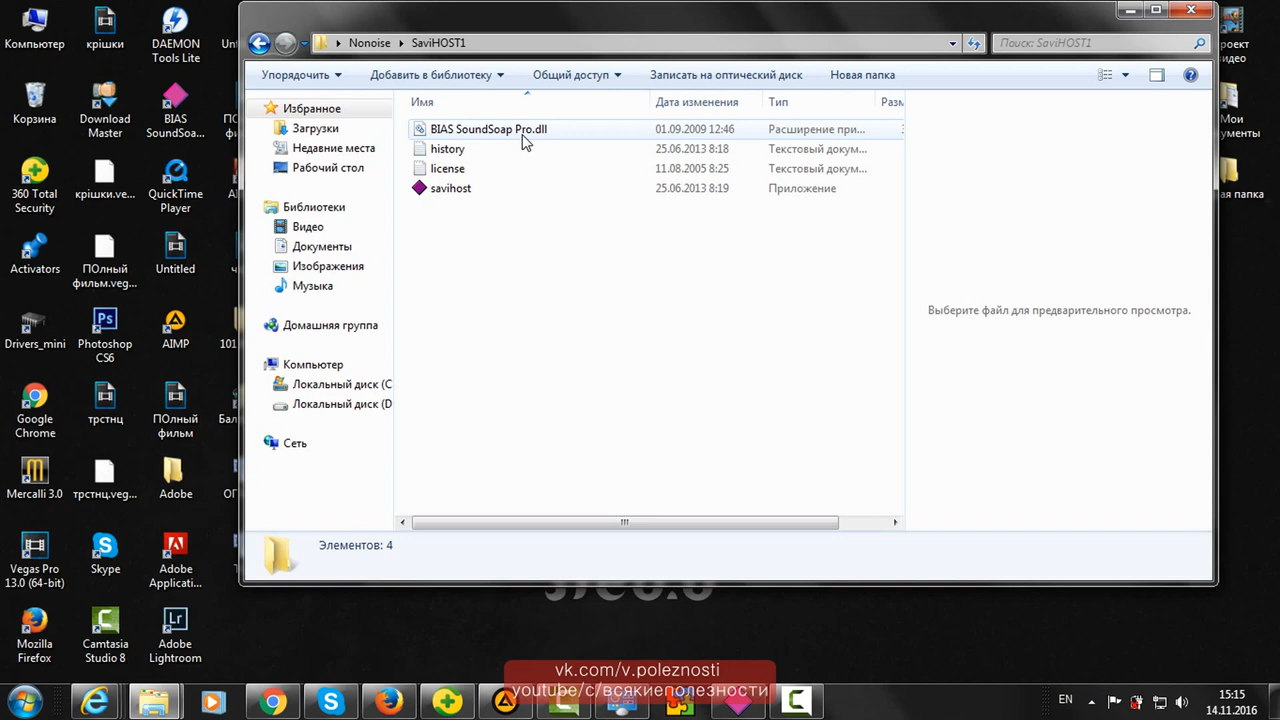 Nonoise
SaviHOST1
Поиск: SaviHOST1
Упорядочить
Добавить в библиотеку
Общий доступ
Записать на оптический диск
Новая папка
Имя
Дата изменения
Тип
BIAS SoundSoap Pro.dll
01.09.2009 12:46
Расширение при...
history
25.06.2013 8:18
Текстовый докум...
license
11.08.2005 8:25
Текстовый докум...
savihost
25.06.2013 8:19
Приложение
Избранное
Загрузки
Недавние места
Рабочий стол
Библиотеки
Видео
Документы
Изображения
Музыка
Домашняя группа
Компьютер
Локальный диск (C
Локальный диск (D
Сеть
Выберите файл для предварительного просмотра.
Элементов: 4
Компьютер
крішки
DAEMON
Tools Lite
Корзина
Download
Master
BIAS
SoundSoa...
360 Total
Security
крішки.ve...
QuickTime
Player
Activators
ПОлный
фильм.veg...
Untitled
Drivers_mini
Photoshop
CS6
AIMP
101
Google
Chrome
трстнц
ПОлный
фильм
Mercalli 3.0
трстнц.veg...
Adobe
Vegas Pro
13.0 (64-bit)
Skype
Adobe
Applicati...
Mozilla
Firefox
Camtasia
Studio 8
Adobe
Lightroom
vk.com/v.poleznosti
youtube/c/всякиеполезности
EN
15:15
14.11.2016